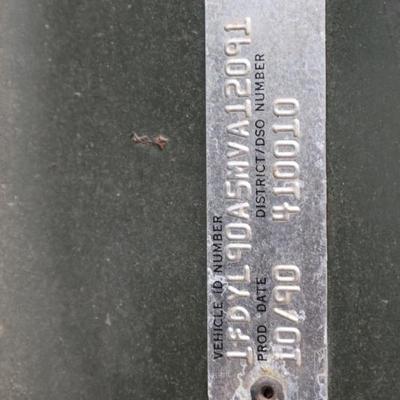 VEHICLE ID NUMBER
1FDYL90A5MVA12091
PROD DATE DISTRICT/DSO NUMBER
10/90 410010